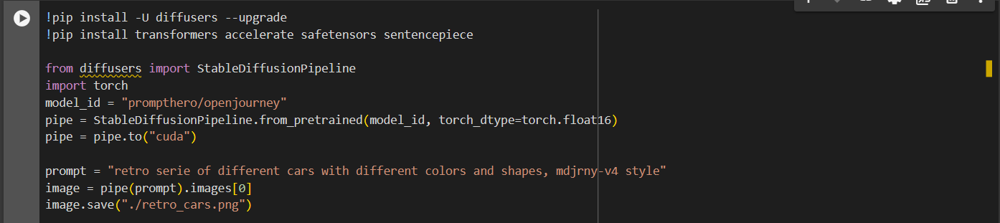 !pip install -U diffusers --upgrade
!pip install transformers accelerate safetensors sentencepiece
from diffusers import StableDiffusionPipeline
import torch
model_id = "prompthero/openjourney"
pipe = StableDiffusionPipeline.from_pretrained(model_id, torch_dtype=torch.float16)
pipe = pipe.to("cuda")
prompt = "retro serie of different cars with different colors and shapes, mdjrny-v4 style"
image = pipe(prompt).images[0]
image.save("./retro_cars.png")